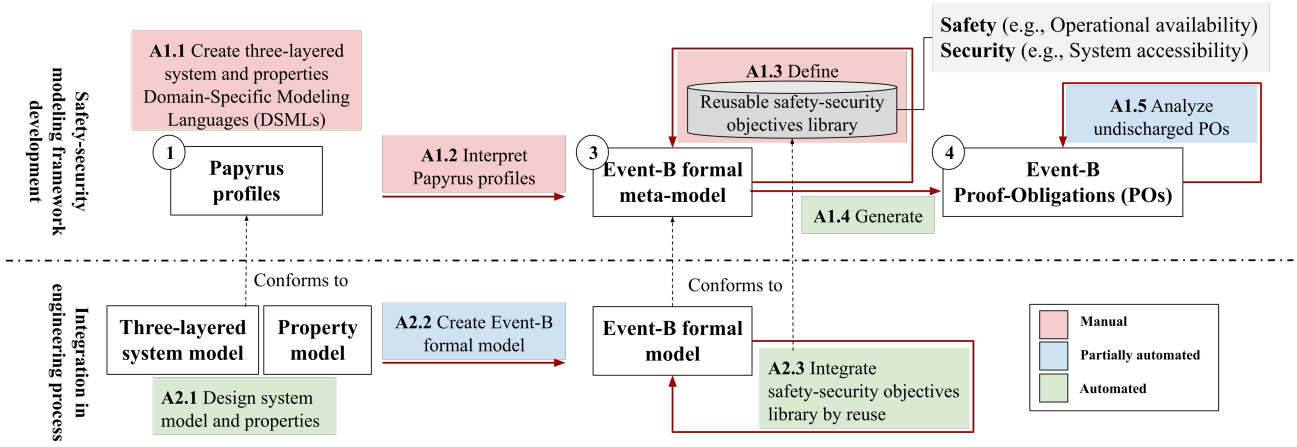 Safety-security
modeling framework
development
A1.1 Create three-layered
system and properties
Domain-Specific Modeling
Languages (DSMLs)
1
Papyrus
profiles
A1.2 Interpret
Papyrus profiles
A1.3 Define
Reusable safety-security
objectives library
Safety (e.g., Operational availability)
Security (e.g., System accessibility)
3
Event-B formal
meta-model
A1.4 Generate
A1.5 Analyze
undischarged POs
4
Event-B
Proof-Obligations (POs)
Conforms to
Conforms to
Integration in
engineering process
Three-layered
system model
Property
model
A2.1 Design system
model and properties
A2.2 Create Event-B
formal model
Event-B formal
model
A2.3 Integrate
safety-security objectives
library by reuse
Manual
Partially automated
Automated